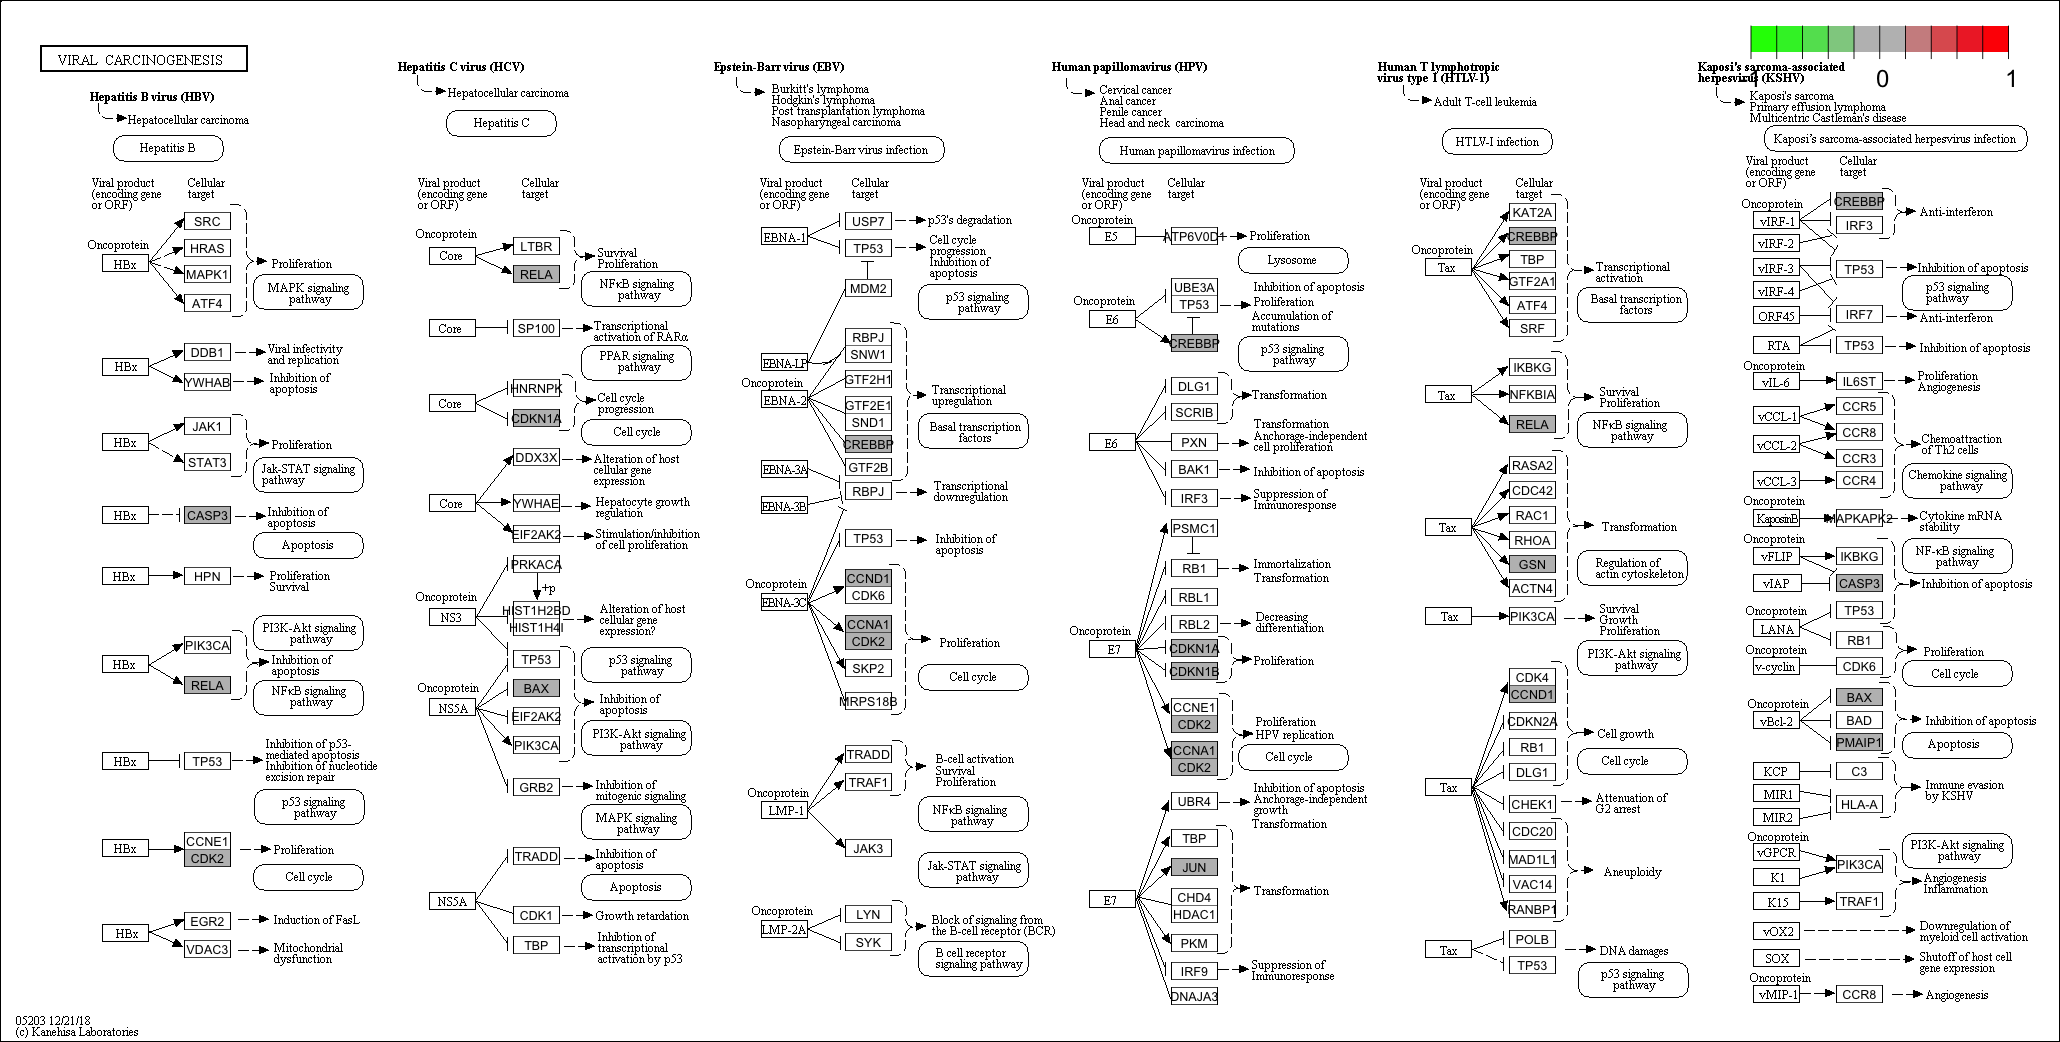 VIRAL CARCINOGENESIS
Hepatitis B virus (HBV)
Hepatocellular carcinoma
Hepatitis B
Viral product
(encoding gene
or ORF)
Cellular
target
Oncoprotein
HBx
SRC
HRAS
MAPK1
ATF4
Proliferation
MAPK signaling
pathway
HBx
DDB1
YWHAB
Viral infectivity
and replication
Inhibition of
apoptosis
HBx
JAK1
STAT3
Proliferation
Jak-STAT signaling
pathway
HBx
CASP3
Inhibition of
apoptosis
Apoptosis
HBx
HPN
Proliferation
Survival
HBx
PIK3CA
RELA
PI3K-Akt signaling
pathway
Inhibition of
apoptosis
NFκB signaling
pathway
HBx
TP53
Inhibition of p53-
mediated apoptosis
Inhibition of nucleotide
excision repair
p53 signaling
pathway
HBx
CCNE1
CDK2
Proliferation
Cell cycle
HBx
EGR2
VDAC3
Induction of FasL
Mitochondrial
dysfunction
05203 12/21/18
(c) Kanehisa Laboratories
Hepatitis C virus (HCV)
Hepatocellular carcinoma
Hepatitis C
Viral product
(encoding gene
or ORF)
Cellular
target
Oncoprotein
Core
LTBR
RELA
Survival
Proliferation
NFκB signaling
pathway
Core
SP100
Transcriptional
activation of RARα
PPAR signaling
pathway
Core
HNRNPK
CDKN1A
Cell cycle
progression
Cell cycle
Core
DDX3X
YWHAE
EIF2AK2
Alteration of host
cellular gene
expression
Hepatocyte growth
regulation
Stimulation/inhibition
of cell proliferation
Oncoprotein
NS3
PRKACA
+p
HIST1H2BD
HIST1H4I
Alteration of host
cellular gene
expression?
TP53
p53 signaling
pathway
Oncoprotein
NS5A
BAX
EIF2AK2
PIK3CA
Inhibition of
apoptosis
PI3K-Akt signaling
pathway
GRB2
Inhibition of
mitogenic signaling
MAPK signaling
pathway
NS5A
TRADD
Inhibition of
apoptosis
Apoptosis
CDK1
Growth retardation
TBP
Inhibtion of
transcriptional
activation by p53
Epstein-Barr virus (EBV)
Burkitt's lymphoma
Hodgkin's lymphoma
Post transplantation lymphoma
Nasopharyngeal carcinoma
Epstein-Barr virus infection
Viral product
(encoding gene
or ORF)
Cellular
target
EBNA-1
USP7
TP53
p53's degradation
Cell cycle
progression
Inhibition of
apoptosis
MDM2
p53 signaling
pathway
EBNA-LP
Oncoprotein
EBNA-2
RBPJ
SNW1
GTF2H1
GTF2E1
SND1
CREBBP
GTF2B
Transcriptional
upregulation
Basal transcription
factors
EBNA-3A
EBNA-3B
RBPJ
Transcriptional
downregulation
TP53
Inhibition of
apoptosis
Oncoprotein
EBNA-3C
CCND1
CDK6
CCNA1
CDK2
SKP2
MRPS18B
Proliferation
Cell cycle
Oncoprotein
LMP-1
TRADD
TRAF1
JAK3
B-cell activation
Survival
Proliferation
NFκB signaling
pathway
Jak-STAT signaling
pathway
Oncoprotein
LMP-2A
LYN
SYK
Block of signaling from
the B-cell receptor (BCR)
B cell receptor
signaling pathway
Human papillomavirus (HPV)
Cervical cancer
Anal cancer
Penile cancer
Head and neck carcinoma
Human papillomavirus infection
Viral product
(encoding gene
or ORF)
Cellular
target
Oncoprotein
E5
ATP6V0D1
Proliferation
Lysosome
Oncoprotein
E6
UBE3A
TP53
CREBBP
Inhibition of apoptosis
Proliferation
Accumulation of
mutations
p53 signaling
pathway
E6
DLG1
SCRIB
PXN
BAK1
IRF3
Transformation
Transformation
Anchorage-independent
cell proliferation
Inhibition of apoptosis
Suppression of
Immunoresponse
Oncoprotein
E7
PSMC1
RB1
RBL1
RBL2
CDKN1A
CDKN1B
CCNE1
CDK2
CCNA1
CDK2
Immortalization
Transformation
Decreasing
differentiation
Proliferation
Proliferation
HPV replication
Cell cycle
E7
UBR4
TBP
JUN
CHD4
HDAC1
PKM
IRF9
DNAJA3
Inhibition of apoptosis
Anchorage-independent
growth
Transformation
Transformation
Suppression of
Immunoresponse
Human T lymphotropic
virus type 1 (HTLV-1)
Adult T-cell leukemia
HTLV-I infection
Viral product
(encoding gene
or ORF)
Cellular
target
Oncoprotein
Tax
KAT2A
CREBBP
TBP
GTF2A1
ATF4
SRF
Transcriptional
activation
Basal transcription
factors
Tax
IKBKG
NFKBIA
RELA
Survival
Proliferation
NFκB signaling
pathway
Tax
RASA2
CDC42
RAC1
RHOA
GSN
ACTN4
Transformation
Regulation of
actin cytoskeleton
Tax
PIK3CA
Survival
Growth
Proliferation
PI3K-Akt signaling
pathway
Tax
CDK4
CCND1
CDKN2A
RB1
DLG1
CHEK1
CDC20
MAD1L1
VAC14
RANBP1
Cell growth
Cell cycle
Attenuation of
G2 arrest
Aneuploidy
Tax
POLB
TP53
DNA damages
p53 signaling
pathway
-1
0
1
Kaposi's sarcoma-associated
herpesvirus (KSHV)
Kaposi's sarcoma
Primary effusion lymphoma
Multicentric Castleman's disease
Kaposi's sarcoma-associated herpesvirus infection
Viral product
(encoding gene
or ORF)
Cellular
target
Oncoprotein
vIRF-1
vIRF-2
vIRF-3
vIRF-4
ORF45
RTA
CREBBP
IRF3
TP53
IRF7
TP53
Anti-interferon
Inhibition of apoptosis
p53 signaling
pathway
Anti-interferon
Inhibition of apoptosis
Oncoprotein
vIL-6
IL6ST
Proliferation
Angiogenesis
vCCL-1
vCCL-2
vCCL-3
CCR5
CCR8
CCR3
CCR4
Chemoattraction
of Th2 cells
Chemokine signaling
pathway
Oncoprotein
KaposinB
MAPKAPK2
Cytokine mRNA
stability
Oncoprotein
vFLIP
vIAP
IKBKG
CASP3
NF-κB signaling
pathway
Inhibition of apoptosis
Oncoprotein
LANA
TP53
RB1
Oncoprotein
v-cyclin
CDK6
Proliferation
Cell cycle
Oncoprotein
vBcl-2
BAX
BAD
PMAIP1
Inhibition of apoptosis
Apoptosis
KCP
MIR1
MIR2
C3
HLA-A
Immune evasion
by KSHV
Oncoprotein
vGPCR
K1
K15
PIK3CA
TRAF1
PI3K-Akt signaling
pathway
Angiogenesis
Inflammation
vOX2
Downregulation of
myeloid cell activation
SOX
Shutoff of host cell
gene expression
Oncoprotein
vMIP-1
CCR8
Angiogenesis